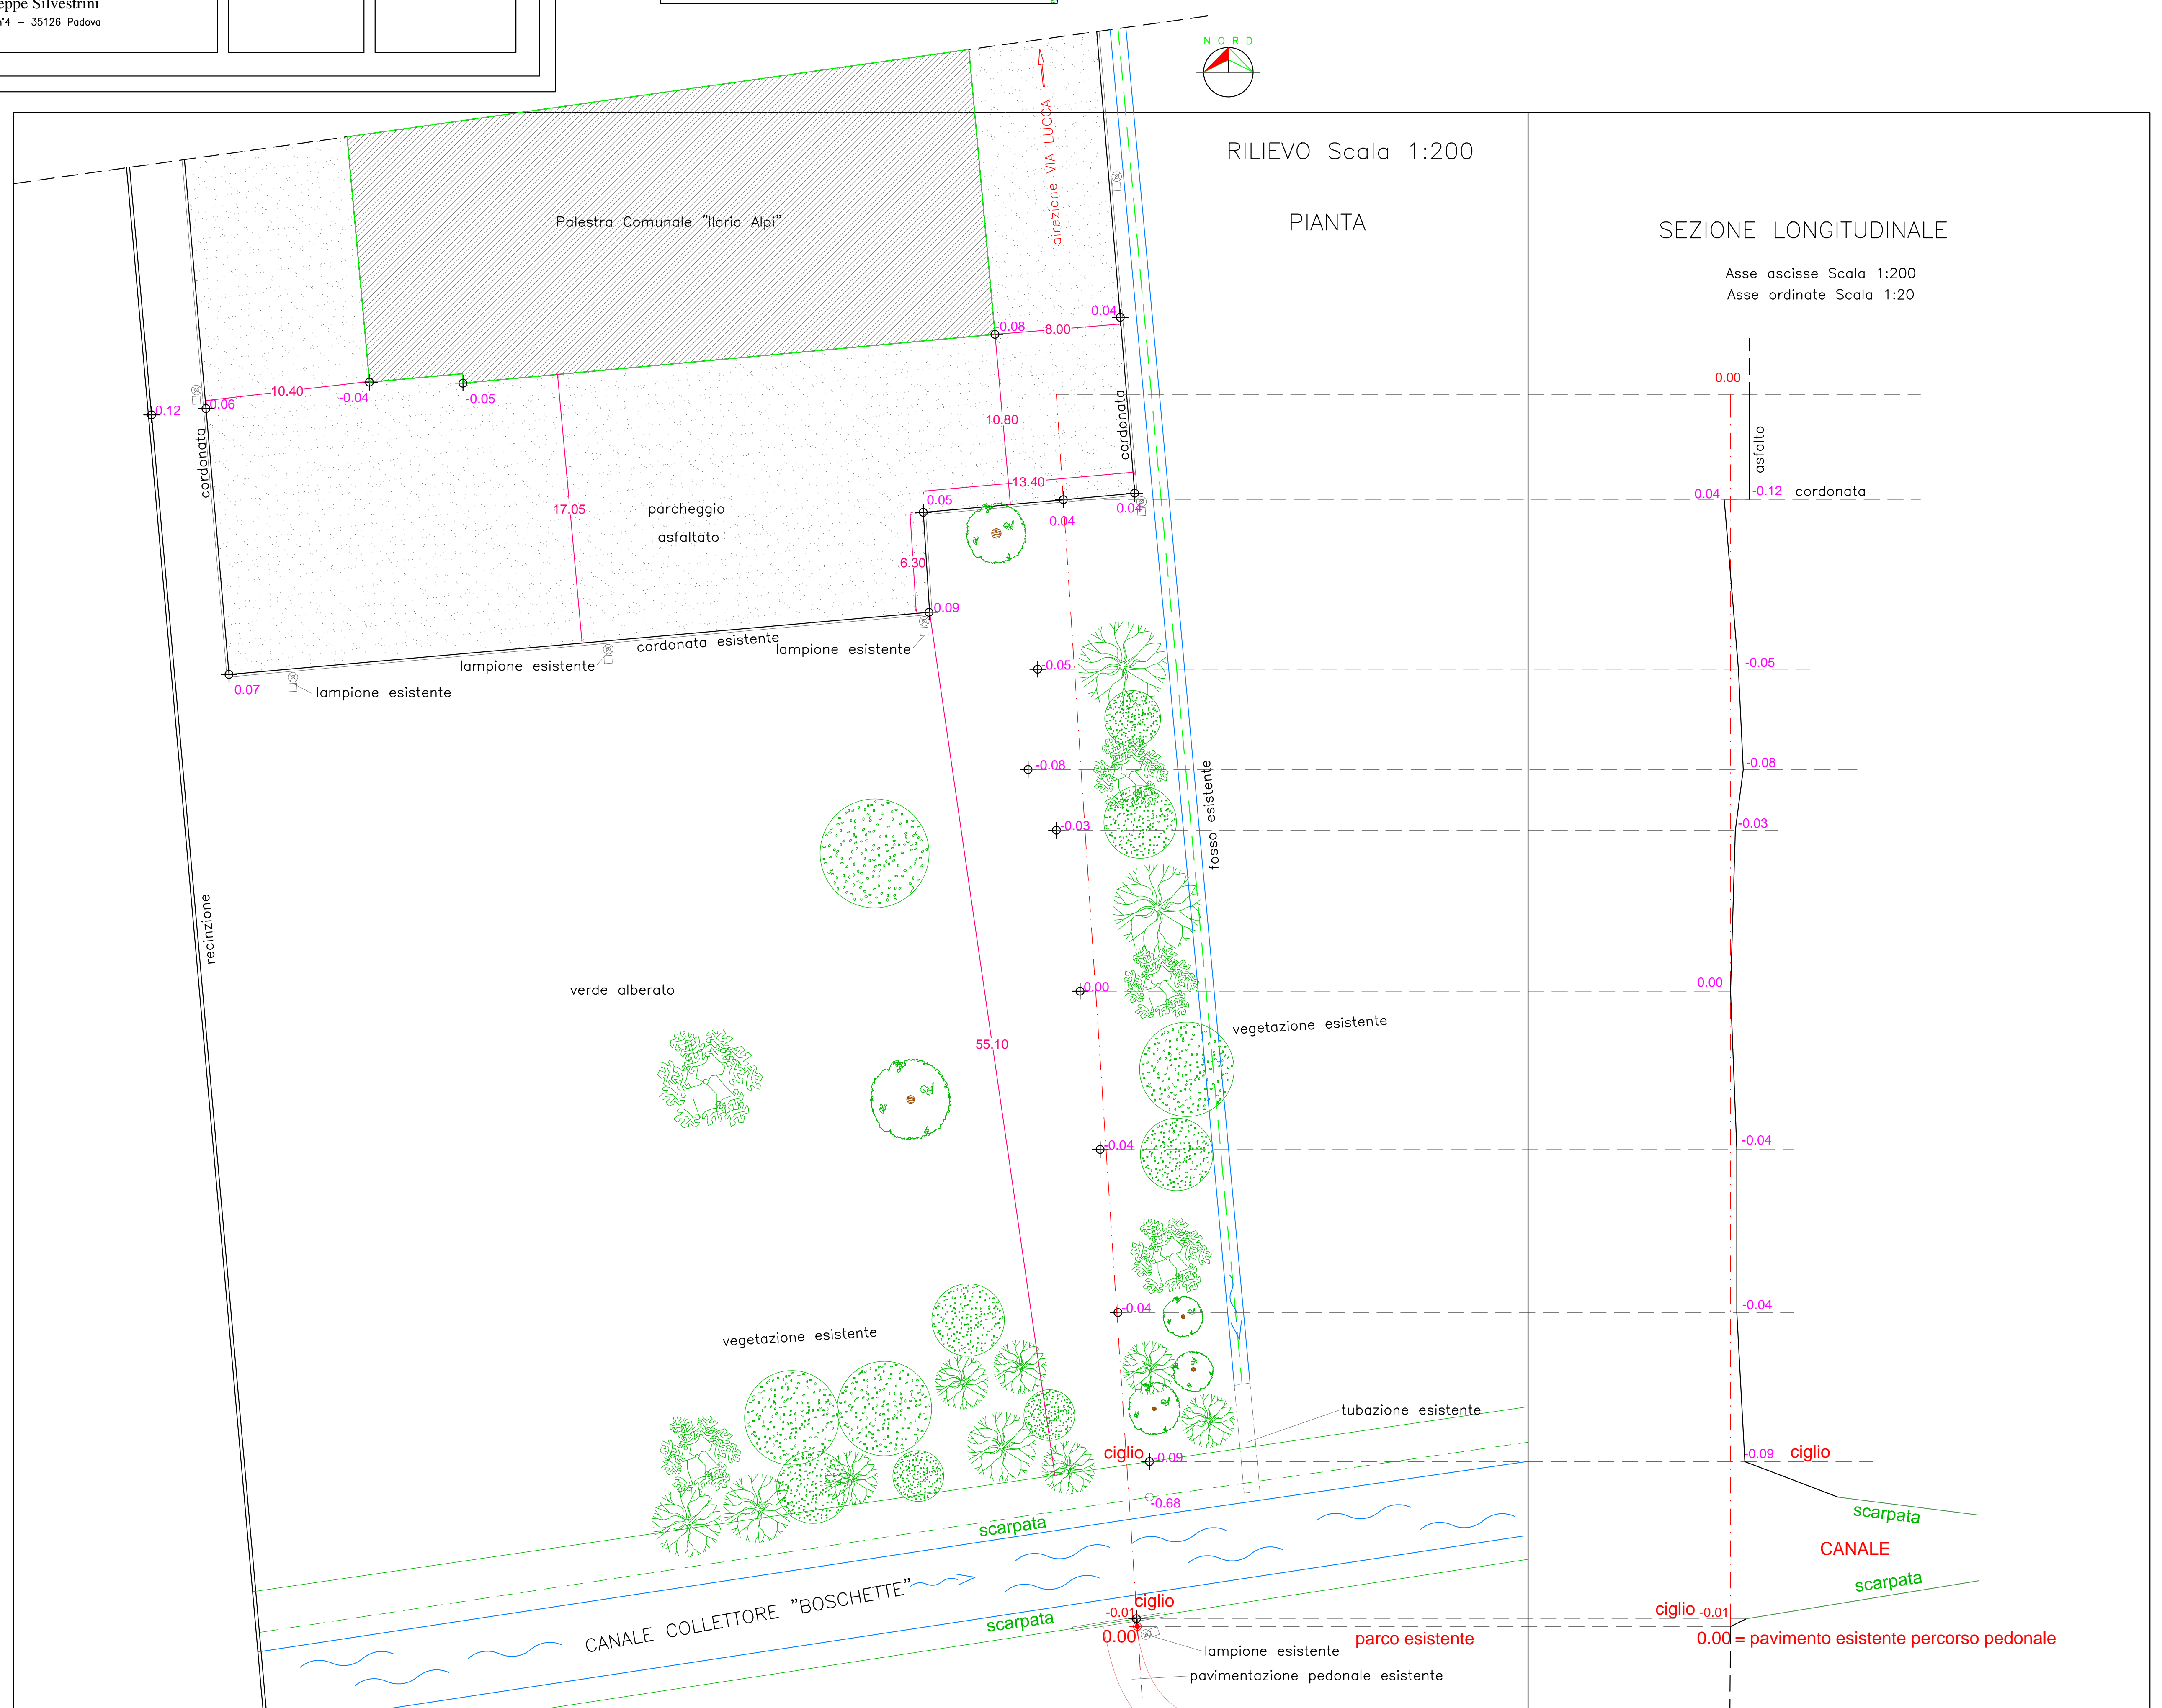 eppe Silvestrini
n°4 – 35126 Padova
NORD
RILIEVO Scala 1:200
PIANTA
SEZIONE LONGITUDINALE
Asse ascisse Scala 1:200
Asse ordinate Scala 1:20
direzione VIA LUCCA
Palestra Comunale "Ilaria Alpi"
0.04
-0.08
8.00
10.40
-0.04
-0.05
0.12
-0.06
cordonata
10.80
cordonata
13.40
0.05
0.04
0.04
17.05
parcheggio
asfaltato
6.30
0.09
cordonata esistente
lampione esistente
lampione esistente
lampione esistente
0.07
-0.05
-0.08
-0.03
fosso esistente
recinzione
verde alberato
0.00
vegetazione esistente
55.10
-0.04
-0.04
vegetazione esistente
tubazione esistente
ciglio
-0.09
-0.68
scarpata
CANALE COLLETTORE "BOSCHETTE"
scarpata
ciglio
-0.01
0.00
parco esistente
lampione esistente
pavimentazione pedonale esistente
0.00
asfalto
0.04
-0.12
cordonata
-0.05
-0.08
-0.03
0.00
-0.04
-0.04
-0.09
ciglio
scarpata
CANALE
scarpata
ciglio -0.01
0.00 = pavimento esistente percorso pedonale